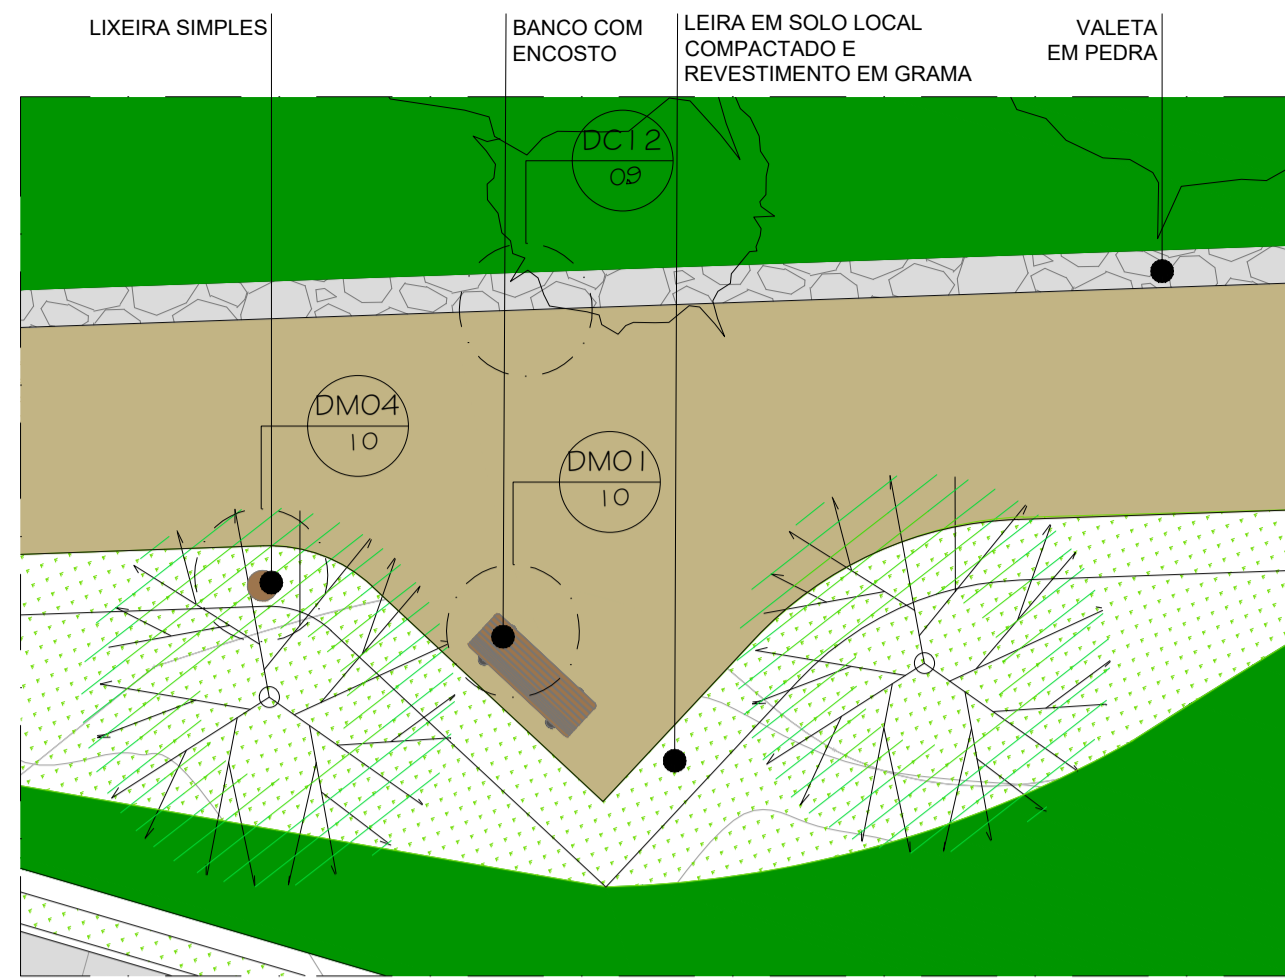 LIXEIRA SIMPLES
BANCO COM
ENCOSTO
LEIRA EM SOLO LOCAL
COMPACTADO E
REVESTIMENTO EM GRAMA
VALETA
EM PEDRA
DC12
09
DM04
10
DM01
10